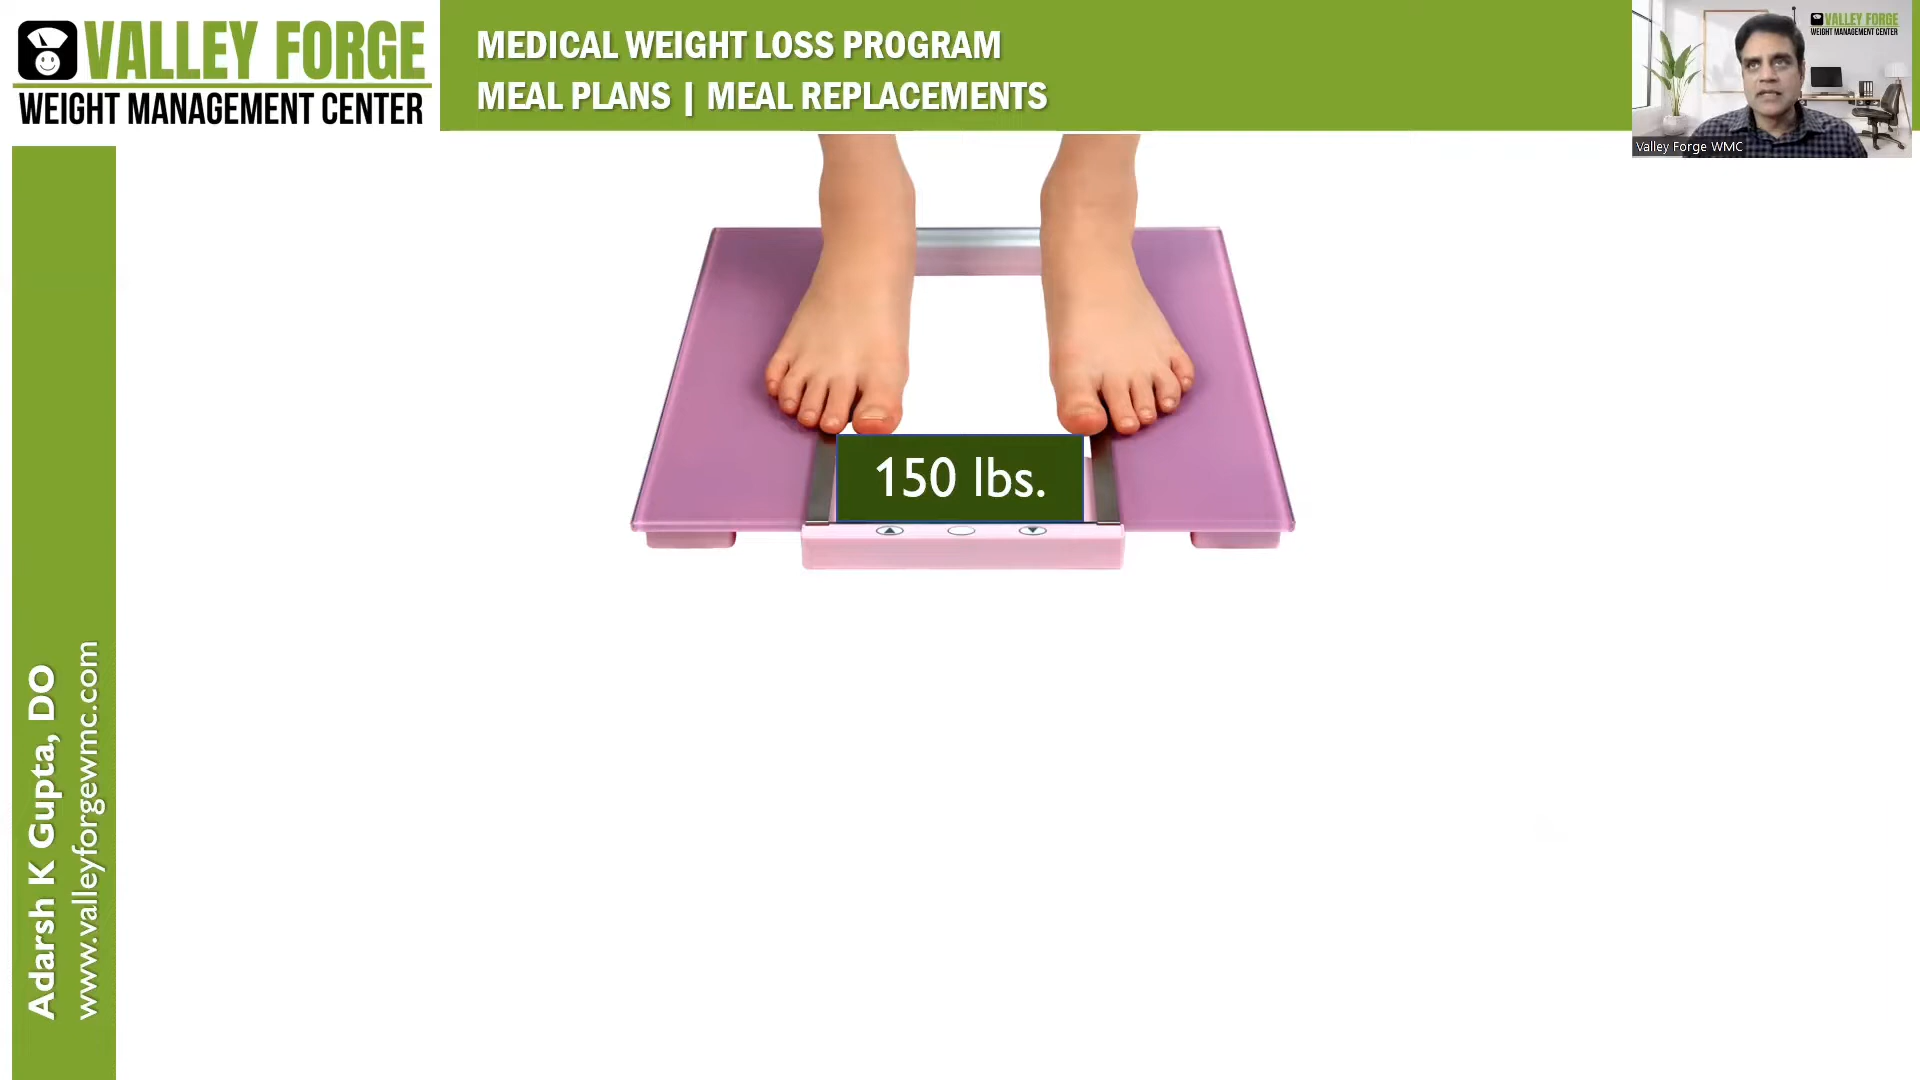 VALLEY FORGE
WEIGHT MANAGEMENT CENTER
MEDICAL WEIGHT LOSS PROGRAM
MEAL PLANS | MEAL REPLACEMENTS
VALLEY FORGE
WEIGHT MANAGEMENT CENTER
Valley Forge WMC
150 lbs.
Adarsh K Gupta, DO
www.valleyforgewmc.com